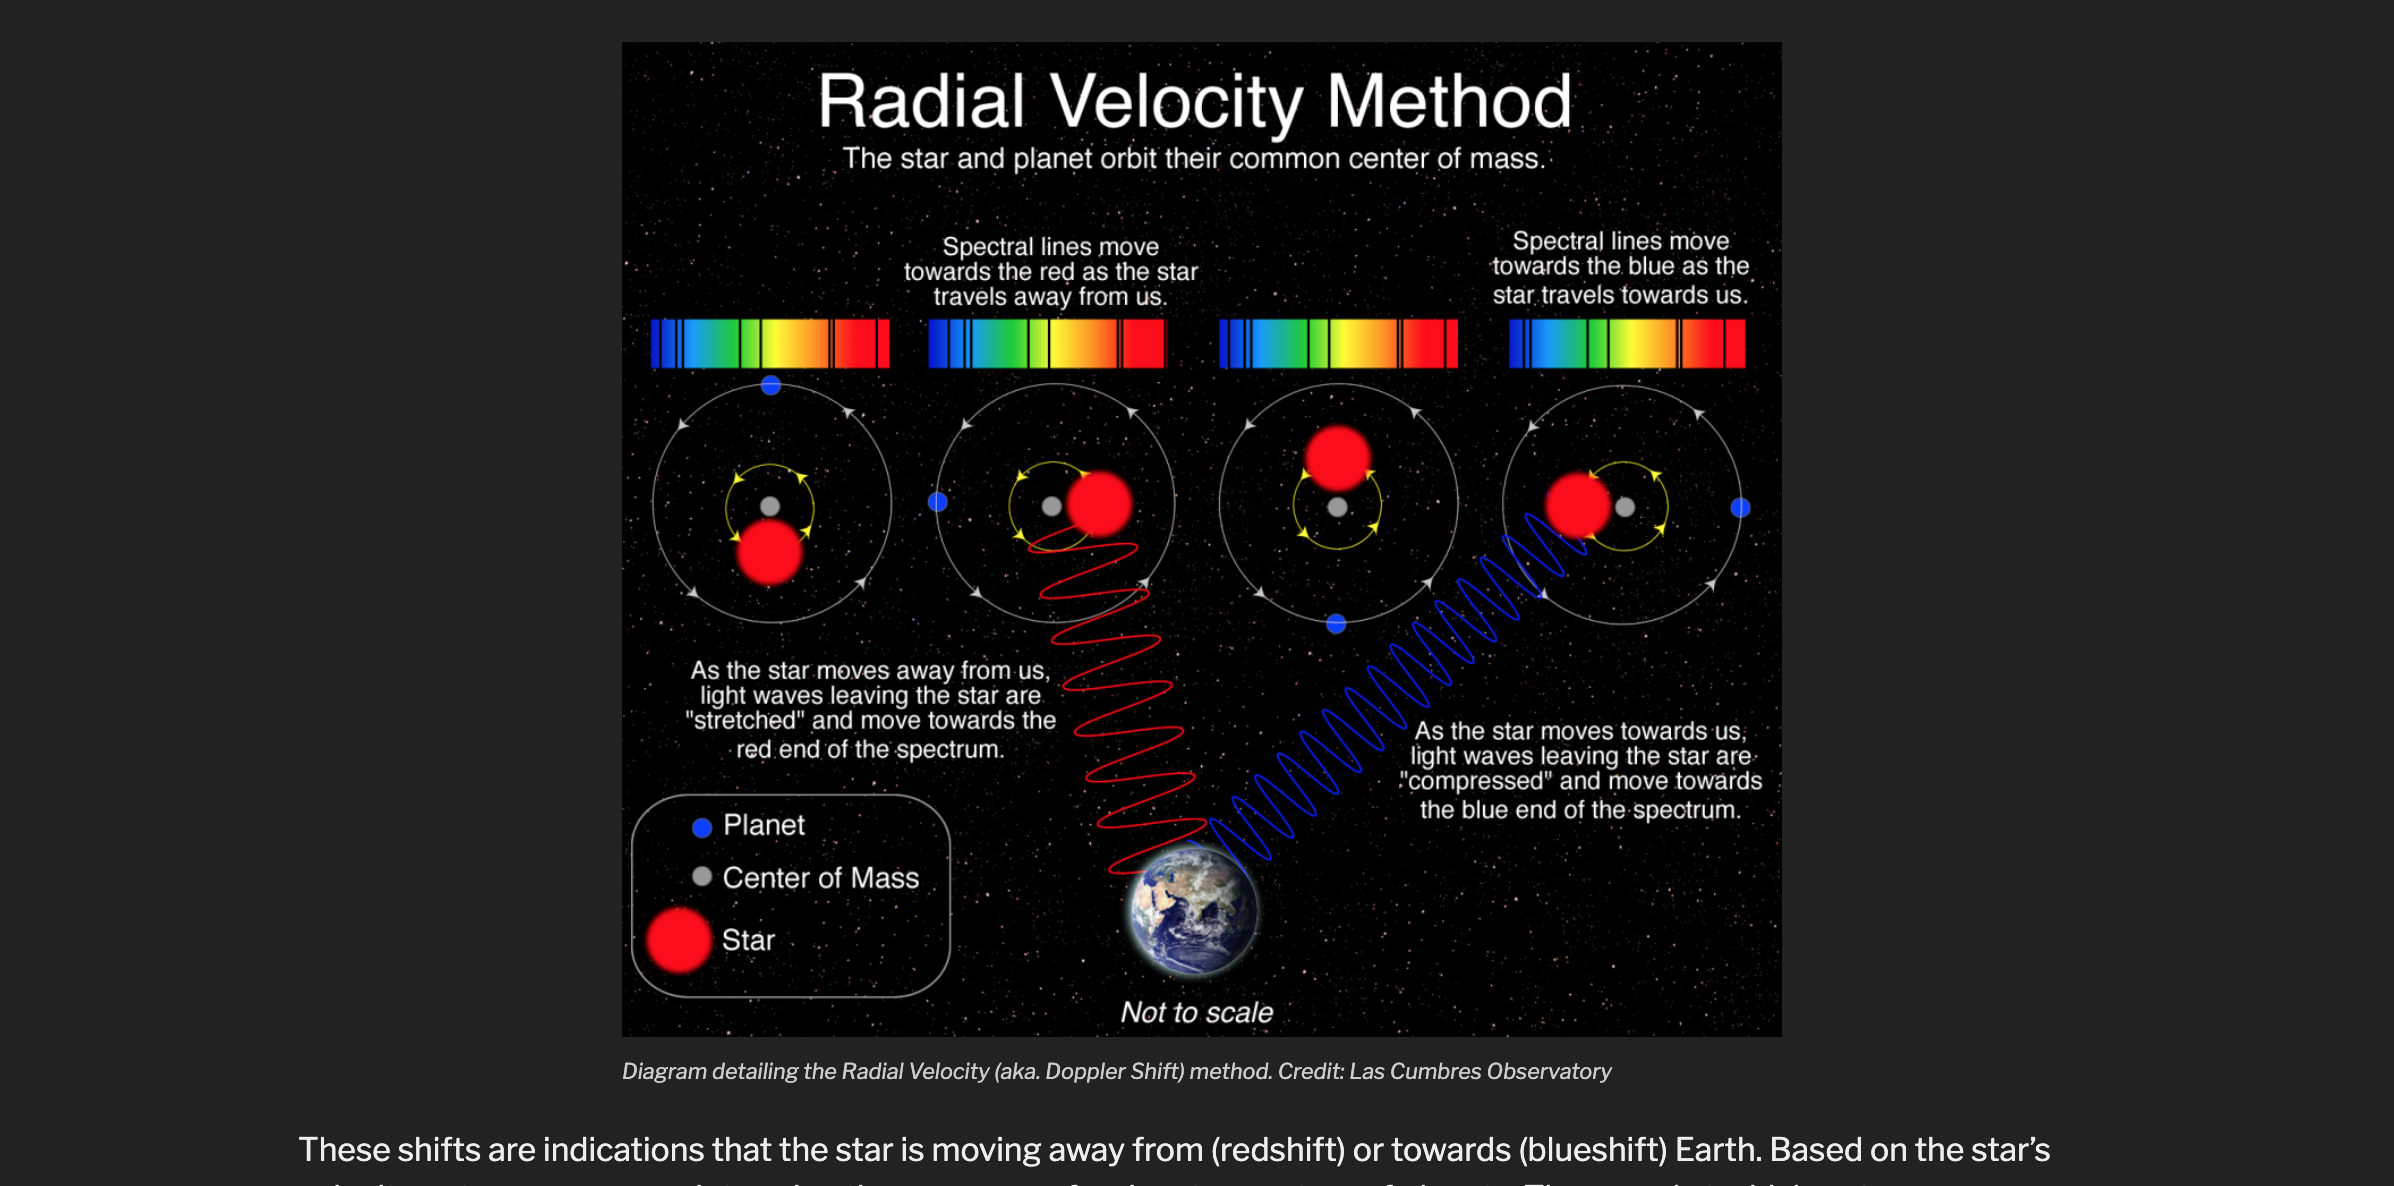 Radial Velocity Method
The star and planet orbit their common center of mass.
Spectral lines move
towards the red as the star
travels away from us.
Spectral lines move
towards the blue as the
star travels towards us.
As the star moves away from us,
light waves leaving the star are
"stretched" and move towards the
red end of the spectrum.
As the star moves towards us,
light waves leaving the star are
"compressed" and move towards
the blue end of the spectrum.
Planet
Center of Mass
Star
Not to scale
Diagram detailing the Radial Velocity (aka. Doppler Shift) method. Credit: Las Cumbres Observatory
These shifts are indications that the star is moving away from (redshift) or towards (blueshift) Earth. Based on the star’s